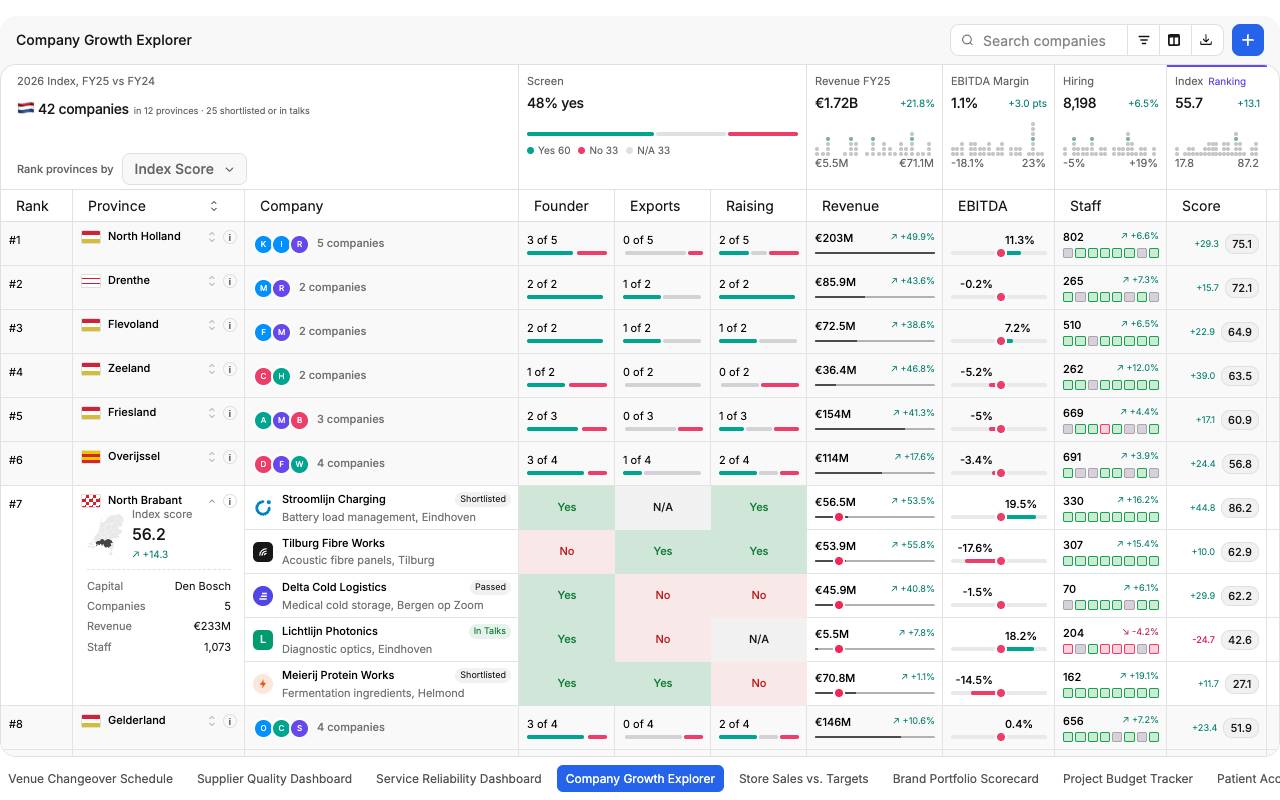 Company Growth Explorer
Search companies
2026 Index, FY25 vs FY24
42 companies in 12 provinces · 25 shortlisted or in talks
Rank provinces by Index Score
Screen
48% yes
Yes 60 No 33 N/A 33
Revenue FY25
€1.72B +21.8%
€5.5M €71.1M
EBITDA Margin
1.1% +3.0 pts
-18.1% 23%
Hiring
8,198 +6.5%
-5% +19%
Index Ranking
55.7 +13.1
17.8 87.2
Rank Province Company Founder Exports Raising Revenue EBITDA Staff Score
#1 North Holland i K I R 5 companies 3 of 5 0 of 5 2 of 5 €203M ↗ +49.9% 11.3% 802 ↗ +6.6% +29.3 75.1
#2 Drenthe i M R 2 companies 2 of 2 1 of 2 2 of 2 €85.9M ↗ +43.6% -0.2% 265 ↗ +7.3% +15.7 72.1
#3 Flevoland i F M 2 companies 2 of 2 1 of 2 1 of 2 €72.5M ↗ +38.6% 7.2% 510 ↗ +6.5% +22.9 64.9
#4 Zeeland i C H 2 companies 1 of 2 0 of 2 0 of 2 €36.4M ↗ +46.8% -5.2% 262 ↗ +12.0% +39.0 63.5
#5 Friesland i A M B 3 companies 2 of 3 0 of 3 1 of 3 €154M ↗ +41.3% -5% 669 ↗ +4.4% +17.1 60.9
#6 Overijssel i D F W 4 companies 3 of 4 1 of 4 2 of 4 €114M ↗ +17.6% -3.4% 691 ↗ +3.9% +24.4 56.8
#7 North Brabant i
Index score
56.2
↗ +14.3
Capital Den Bosch
Companies 5
Revenue €233M
Staff 1,073
Stroomlijn Charging Shortlisted
Battery load management, Eindhoven
Yes N/A Yes €56.5M ↗ +53.5% 19.5% 330 ↗ +16.2% +44.8 86.2
Tilburg Fibre Works
Acoustic fibre panels, Tilburg
No Yes Yes €53.9M ↗ +55.8% -17.6% 307 ↗ +15.4% +10.0 62.9
Delta Cold Logistics Passed
Medical cold storage, Bergen op Zoom
Yes No No €45.9M ↗ +40.8% -1.5% 70 ↗ +6.1% +29.9 62.2
L Lichtlijn Photonics In Talks
Diagnostic optics, Eindhoven
Yes No N/A €5.5M ↗ +7.8% 18.2% 204 ↘ -4.2% -24.7 42.6
Meierij Protein Works Shortlisted
Fermentation ingredients, Helmond
Yes Yes No €70.8M ↗ +1.1% -14.5% 162 ↗ +19.1% +11.7 27.1
#8 Gelderland i O C S 4 companies 3 of 4 0 of 4 2 of 4 €146M ↗ +10.6% 0.4% 656 ↗ +7.2% +23.4 51.9
Venue Changeover Schedule Supplier Quality Dashboard Service Reliability Dashboard Company Growth Explorer Store Sales vs. Targets Brand Portfolio Scorecard Project Budget Tracker Patient Acc